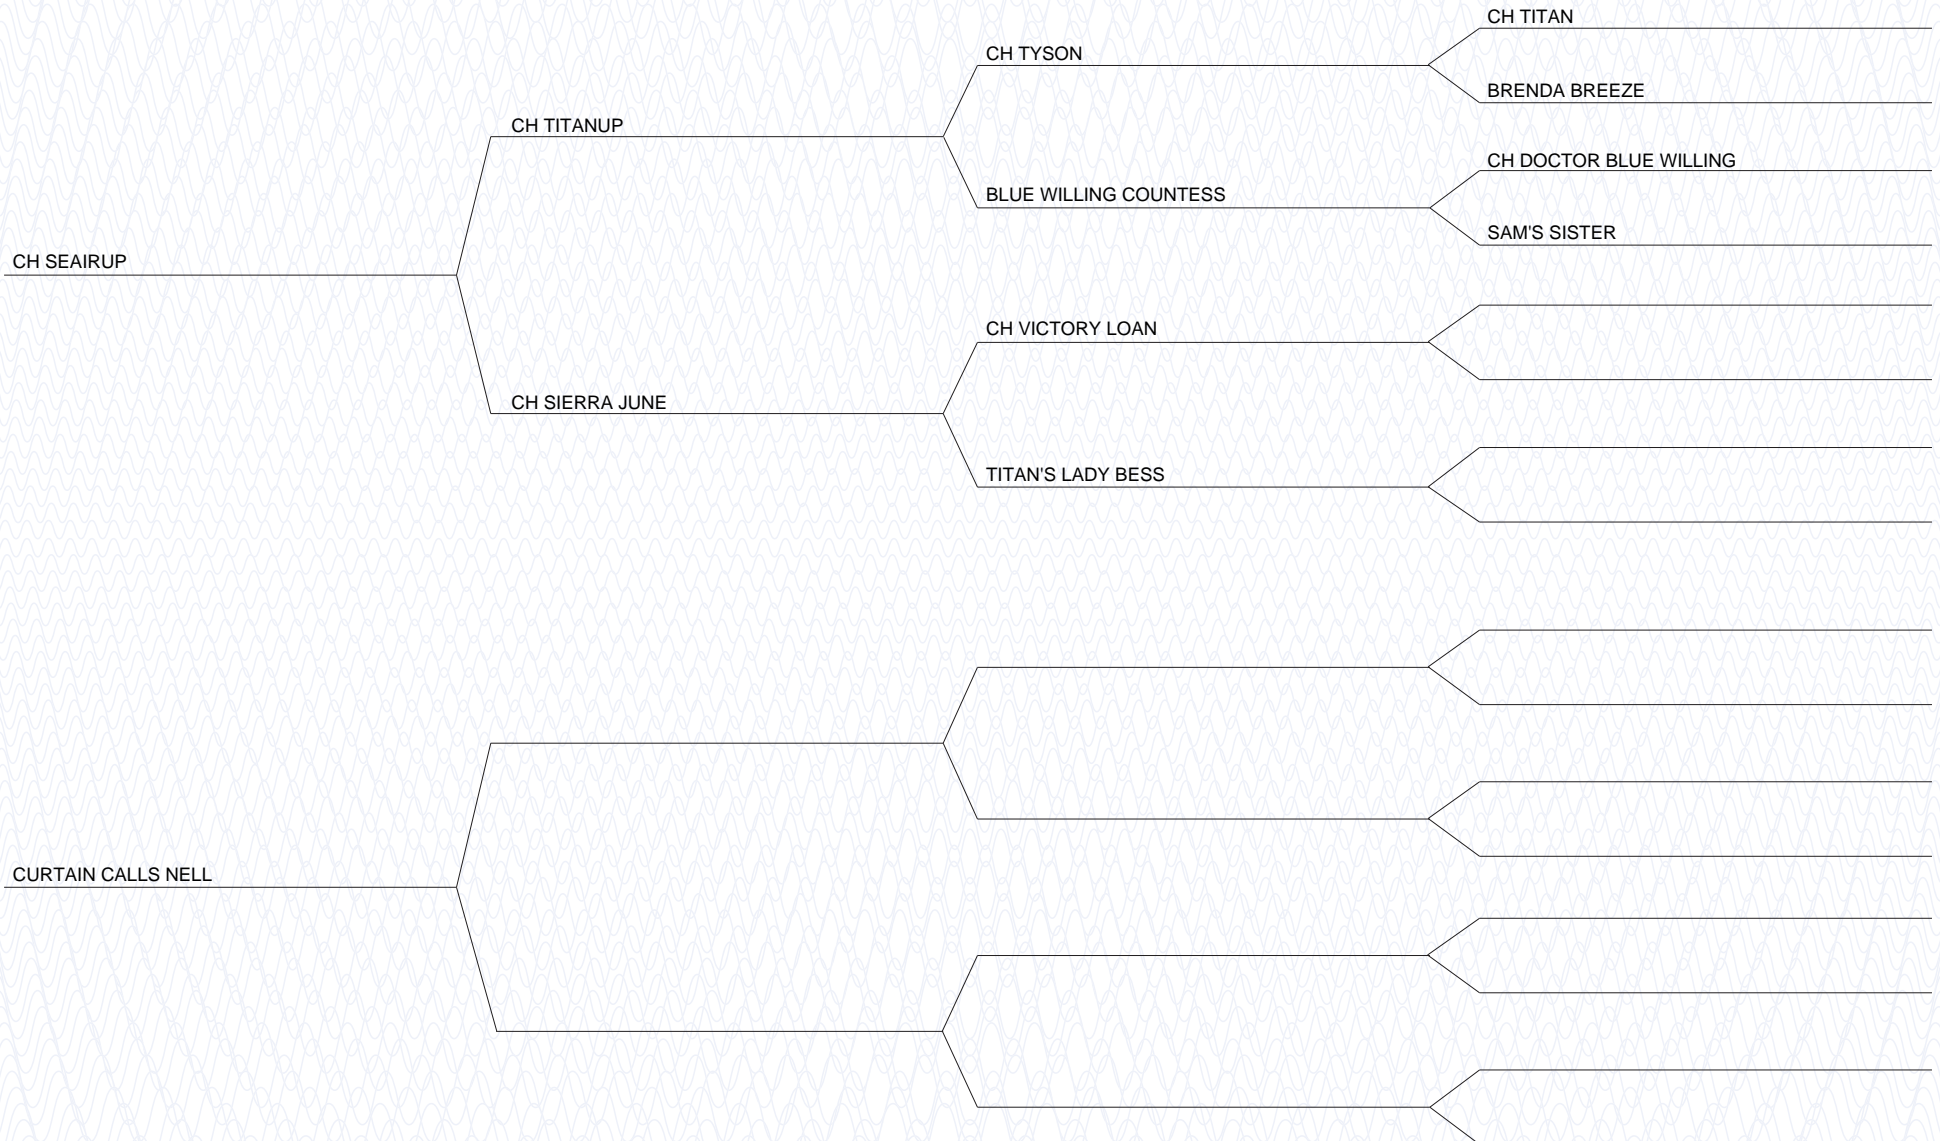 CH TITAN
CH TYSON
BRENDA BREEZE
CH TITANUP
CH DOCTOR BLUE WILLING
BLUE WILLING COUNTESS
SAM'S SISTER
CH SEAIRUP
CH VICTORY LOAN
CH SIERRA JUNE
TITAN'S LADY BESS
CURTAIN CALLS NELL